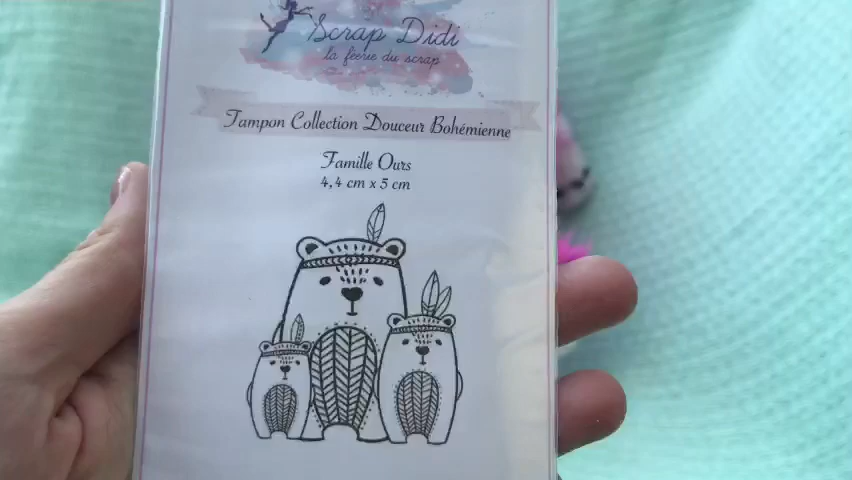 Scrap Didi
la féerie du scrap
Tampon Collection Douceur Bohémienne
Famille Ours
4,4 cm x 5 cm